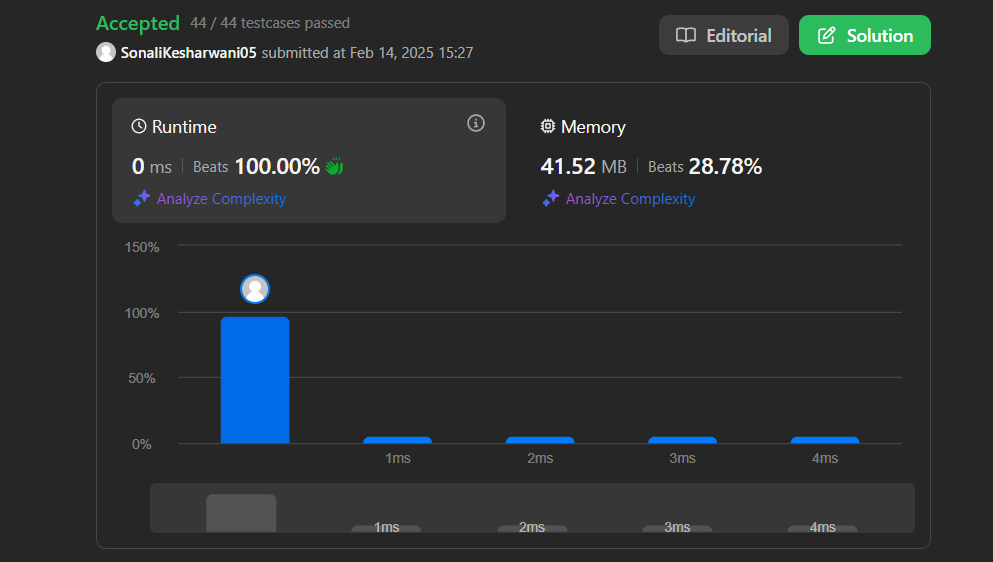 Accepted 44 / 44 testcases passed
Editorial
Solution
SonaliKesharwani05 submitted at Feb 14, 2025 15:27
Runtime
0 ms Beats 100.00%
Analyze Complexity
Memory
41.52 MB Beats 28.78%
Analyze Complexity
150%
100%
50%
0%
1ms 2ms 3ms 4ms
1ms 2ms 3ms 4ms